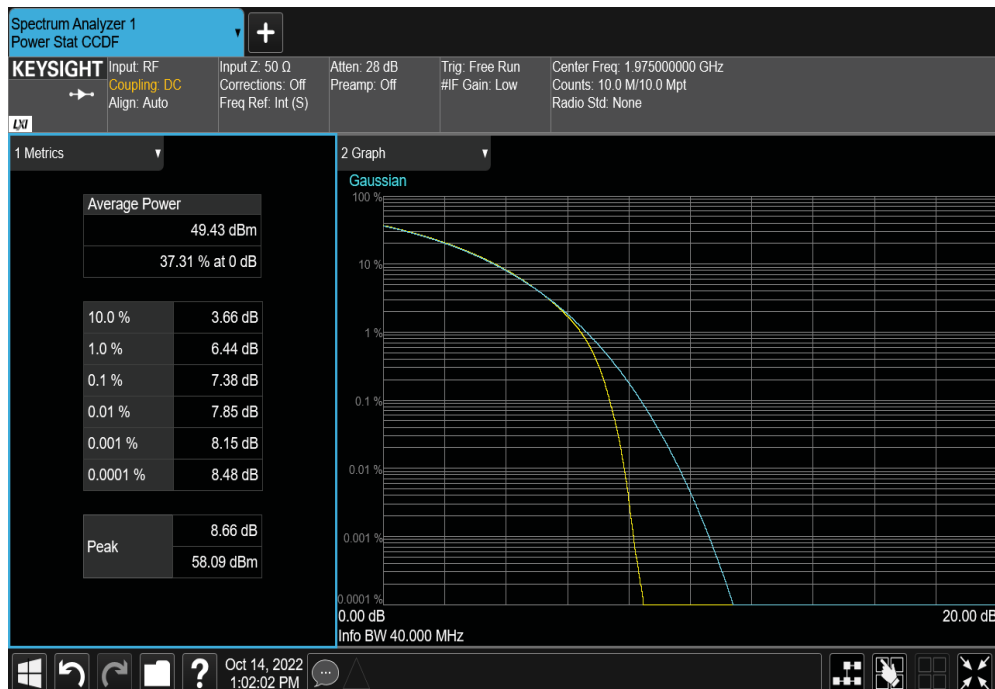 Spectrum Analyzer 1
Power Stat CCDF
KEYSIGHT
Input: RF
Coupling: DC
Align: Auto
Input Z: 50 Ω
Corrections: Off
Freq Ref: Int (S)
Atten: 28 dB
Preamp: Off
Trig: Free Run
#IF Gain: Low
Center Freq: 1.975000000 GHz
Counts: 10.0 M/10.0 Mpt
Radio Std: None
LXI
1 Metrics
Average Power
49.43 dBm
37.31 % at 0 dB
10.0 % 3.66 dB
1.0 % 6.44 dB
0.1 % 7.38 dB
0.01 % 7.85 dB
0.001 % 8.15 dB
0.0001 % 8.48 dB
Peak
8.66 dB
58.09 dBm
2 Graph
Gaussian
100 %
10 %
1 %
0.1 %
0.01 %
0.001 %
0.0001 %
0.00 dB 20.00 dB
Info BW 40.000 MHz
Oct 14, 2022
1:02:02 PM